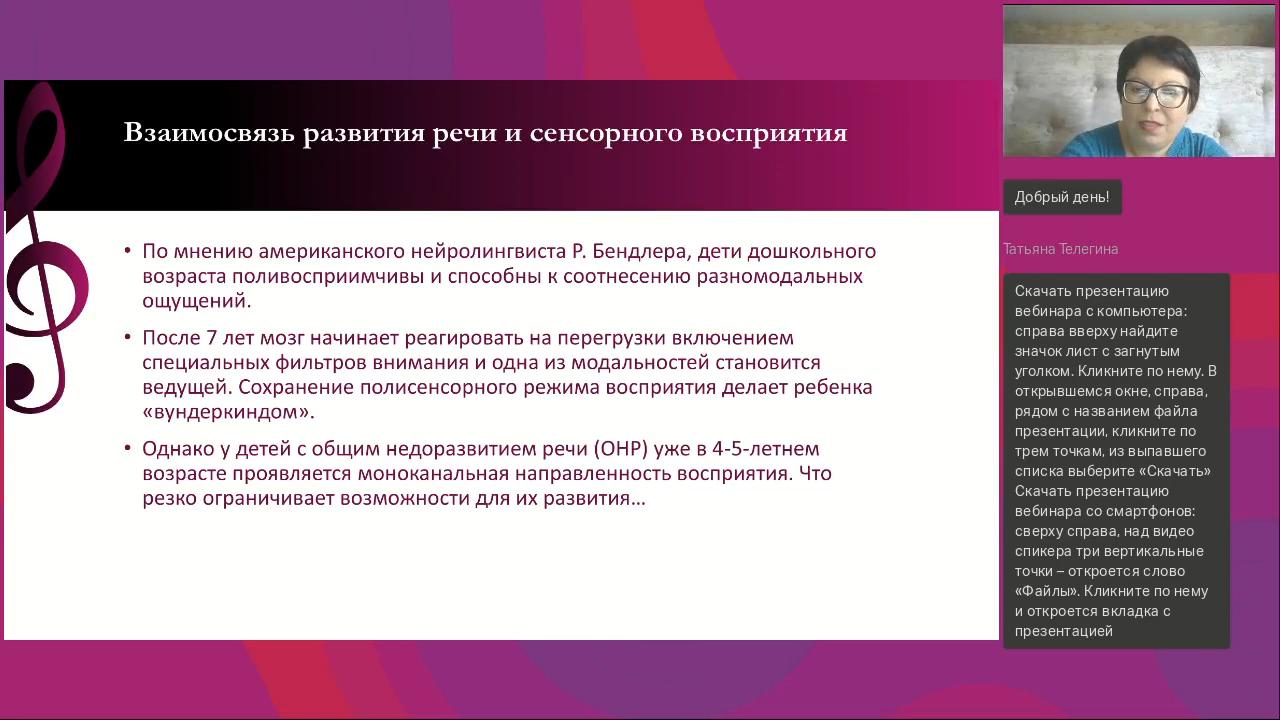 Взаимосвязь развития речи и сенсорного восприятия
• По мнению американского нейролингвиста Р. Бендлера, дети дошкольного
возраста поливосприимчивы и способны к соотнесению разномодальных
ощущений.
• После 7 лет мозг начинает реагировать на перегрузки включением
специальных фильтров внимания и одна из модальностей становится
ведущей. Сохранение полисенсорного режима восприятия делает ребенка
«вундеркиндом».
• Однако у детей с общим недоразвитием речи (ОНР) уже в 4-5-летнем
возрасте проявляется моноканальная направленность восприятия. Что
резко ограничивает возможности для их развития…
Добрый день!
Татьяна Телегина
Скачать презентацию
вебинара с компьютера:
справа вверху найдите
значок лист с загнутым
уголком. Кликните по нему. В
открывшемся окне, справа,
рядом с названием файла
презентации, кликните по
трем точкам, из выпавшего
списка выберите «Скачать»
Скачать презентацию
вебинара со смартфонов:
сверху справа, над видео
спикера три вертикальные
точки – откроется слово
«Файлы». Кликните по нему
и откроется вкладка с
презентацией